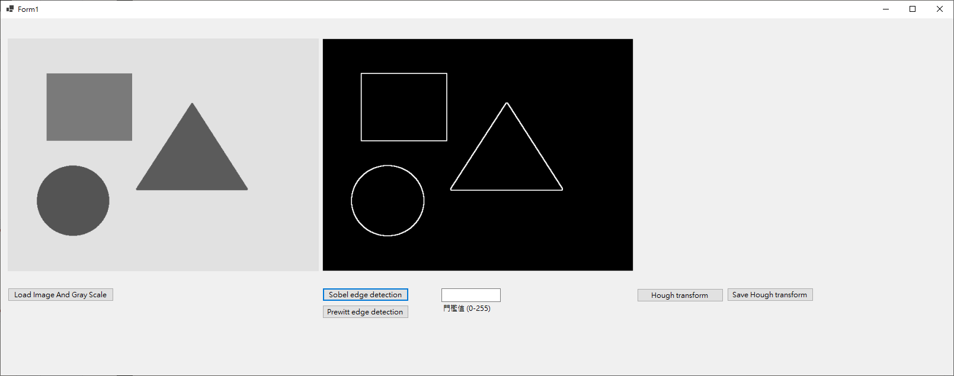 Form1
Load Image And Gray Scale
Sobel edge detection
Prewitt edge detection
門檻值 (0-255)
Hough transform
Save Hough transform